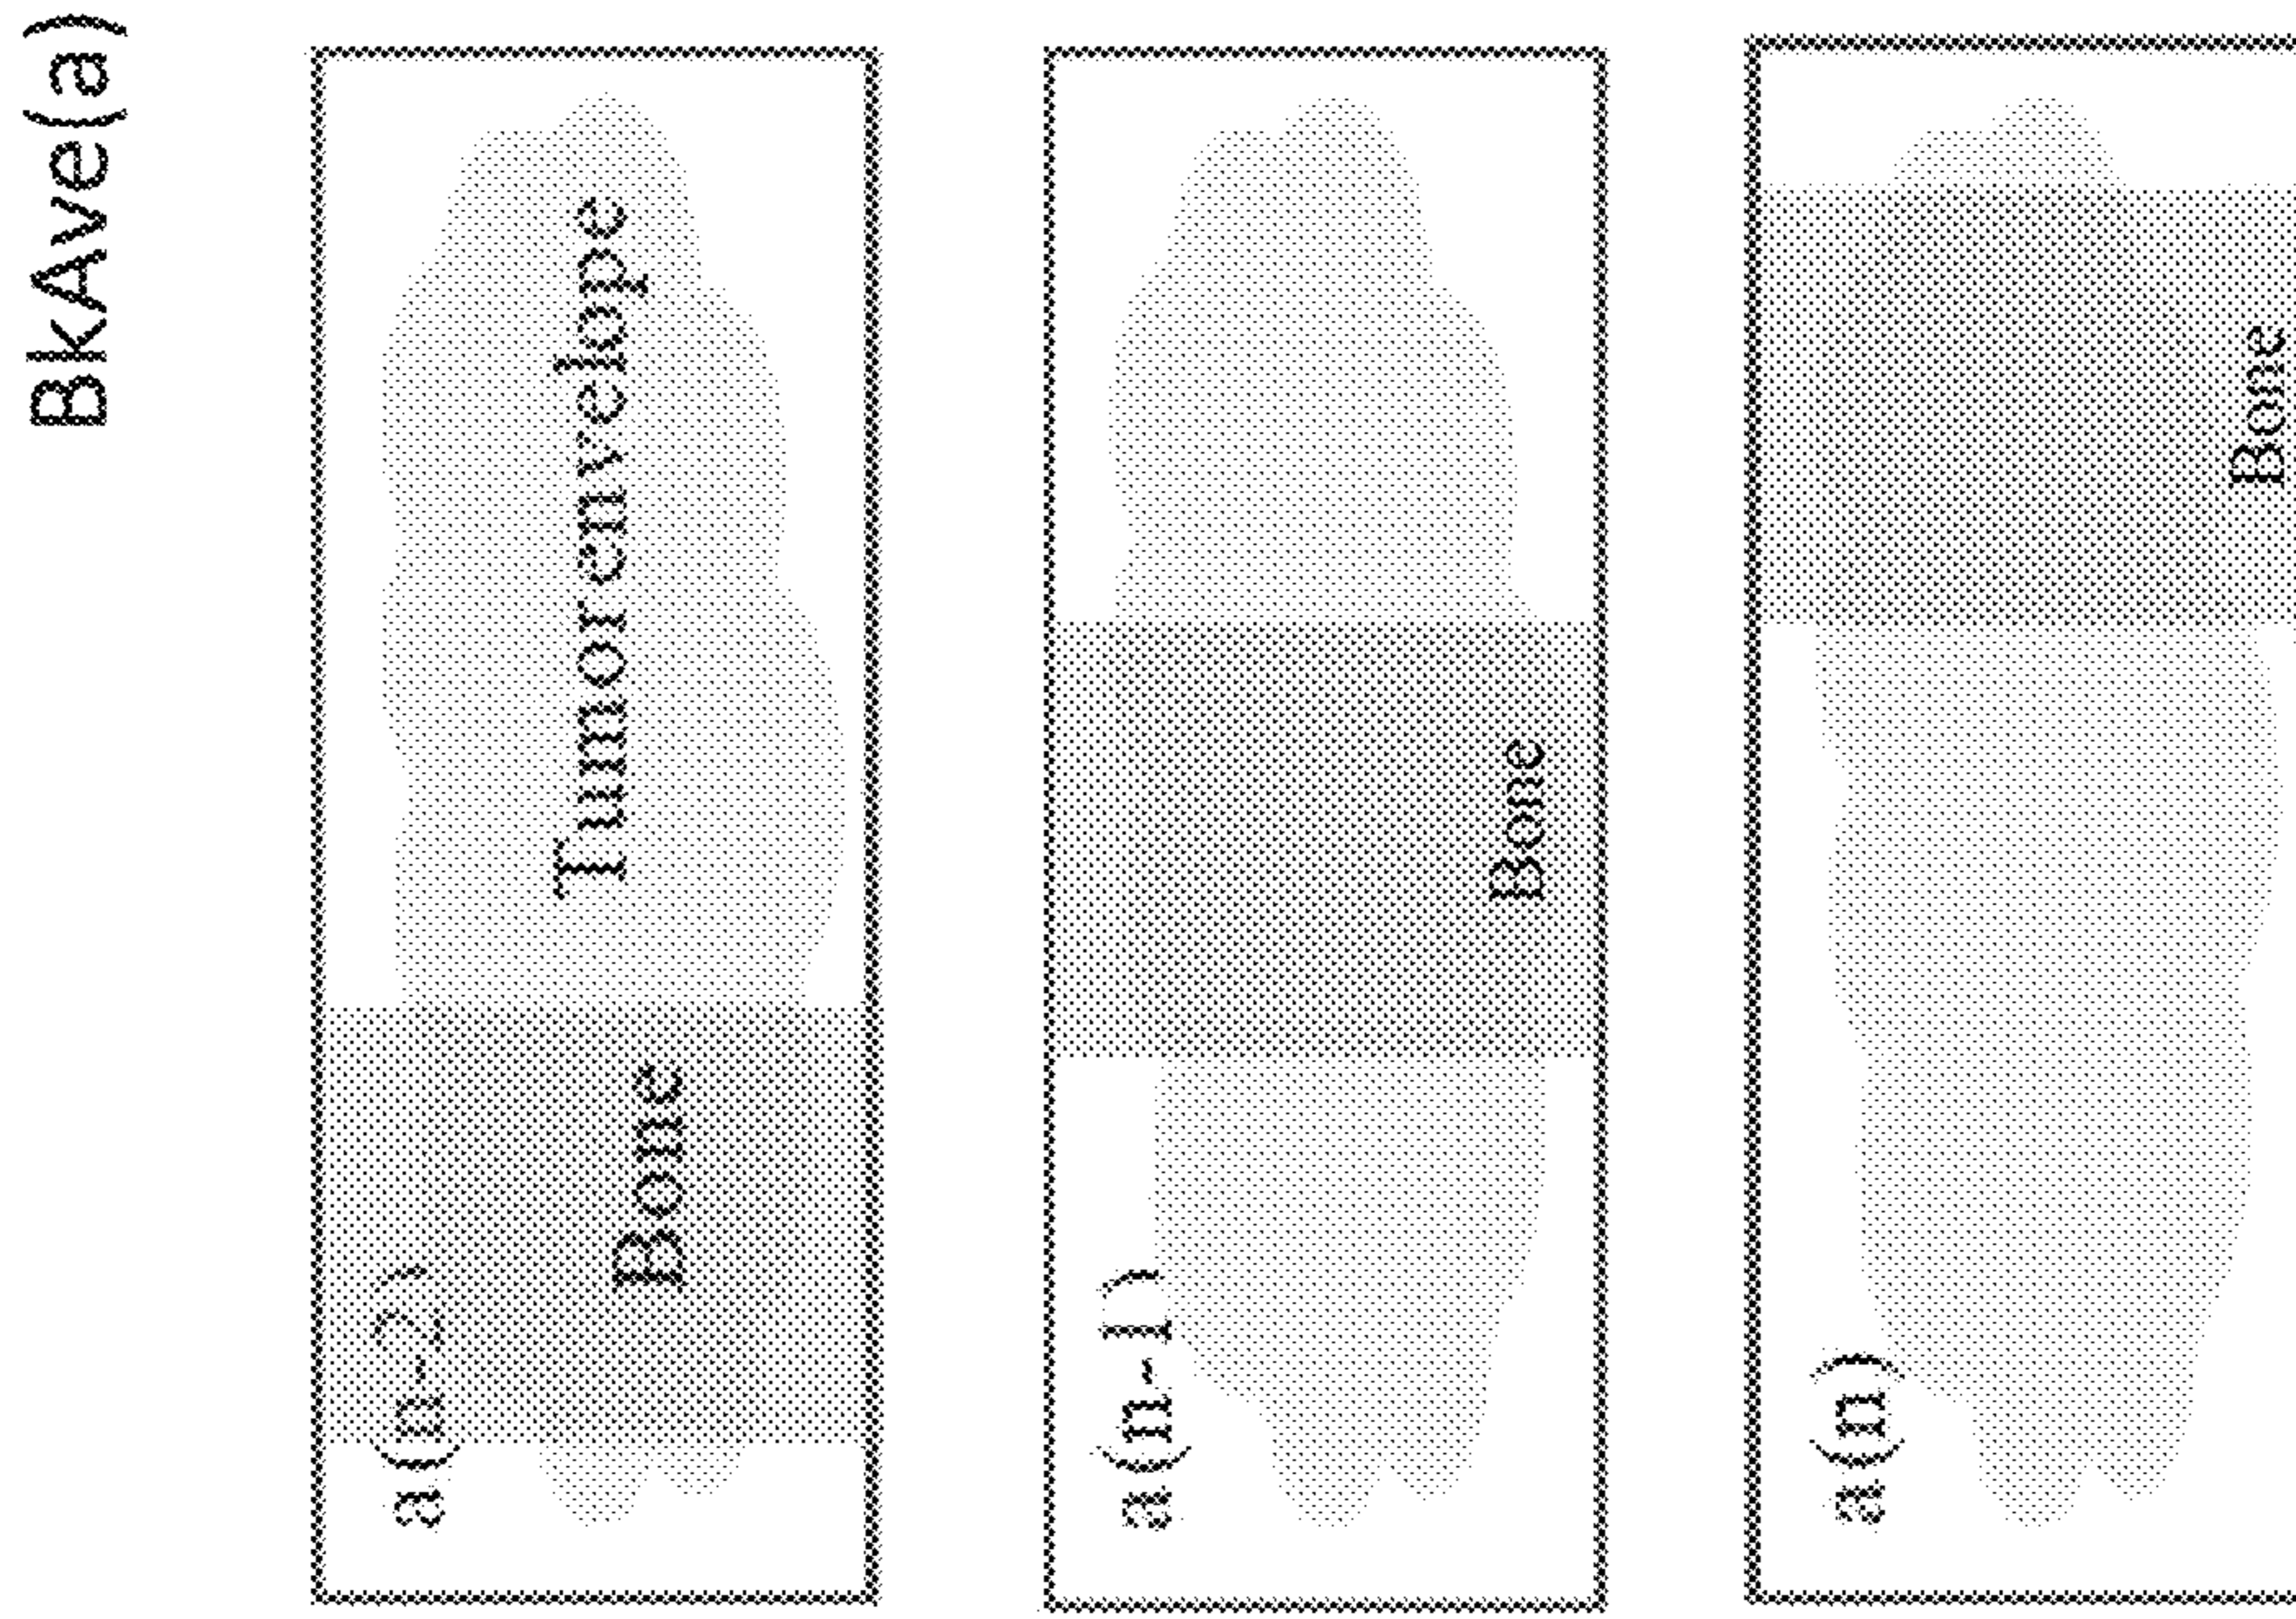 BkAve(a)
a(n-2)
Bone
Tumor envelope
a(n-1)
Bone
a(n)
Bone